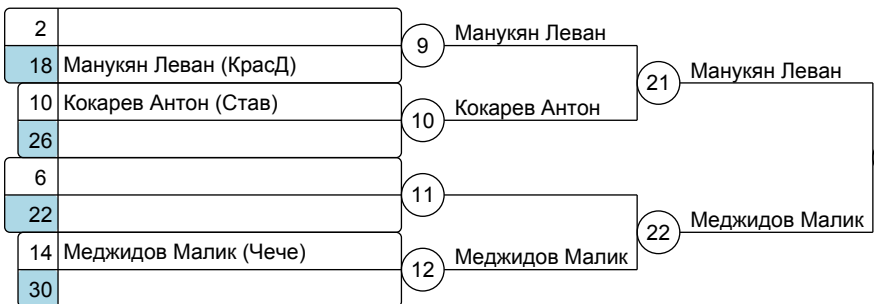 2
18 Манукян Леван (КрасД)
10 Кокарев Антон (Став)
26
6
22
14 Меджидов Малик (Чече)
30
9 Манукян Леван
10 Кокарев Антон
11
12 Меджидов Малик
21 Манукян Леван
22 Меджидов Малик